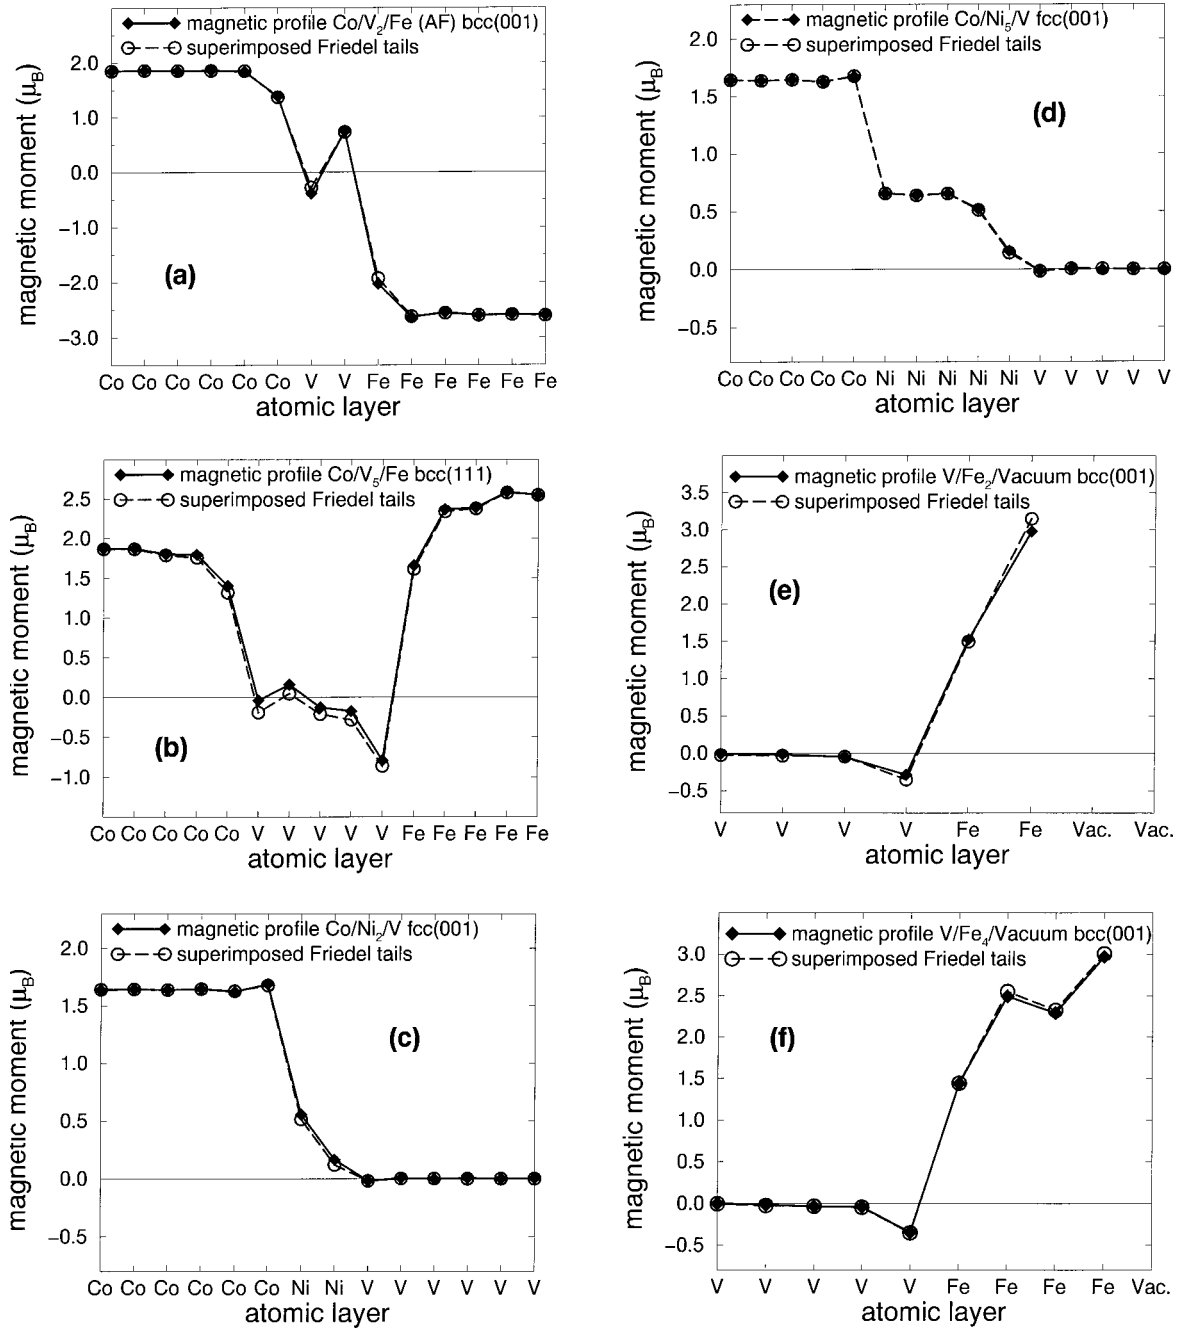 magnetic profile Co/V2/Fe (AF) bcc(001)
superimposed Friedel tails
2.0
1.0
0.0
−1.0
−2.0
−3.0
magnetic moment (μB)
(a)
Co Co Co Co Co Co V V Fe Fe Fe Fe Fe Fe
atomic layer
magnetic profile Co/V5/Fe bcc(111)
superimposed Friedel tails
2.5
2.0
1.5
1.0
0.5
0.0
−0.5
−1.0
magnetic moment (μB)
(b)
Co Co Co Co Co V V V V V Fe Fe Fe Fe Fe
atomic layer
magnetic profile Co/Ni2/V fcc(001)
superimposed Friedel tails
2.0
1.5
1.0
0.5
0.0
−0.5
magnetic moment (μB)
(c)
Co Co Co Co Co Co Ni Ni V V V V V V
atomic layer
magnetic profile Co/Ni5/V fcc(001)
superimposed Friedel tails
2.0
1.5
1.0
0.5
0.0
−0.5
magnetic moment (μB)
(d)
Co Co Co Co Co Ni Ni Ni Ni Ni V V V V V
atomic layer
magnetic profile V/Fe2/Vacuum bcc(001)
superimposed Friedel tails
3.5
3.0
2.5
2.0
1.5
1.0
0.5
0.0
−0.5
magnetic moment (μB)
(e)
V V V V Fe Fe Vac. Vac.
atomic layer
magnetic profile V/Fe4/Vacuum bcc(001)
superimposed Friedel tails
3.0
2.5
2.0
1.5
1.0
0.5
0.0
−0.5
magnetic moment (μB)
(f)
V V V V V Fe Fe Fe Fe Vac.
atomic layer